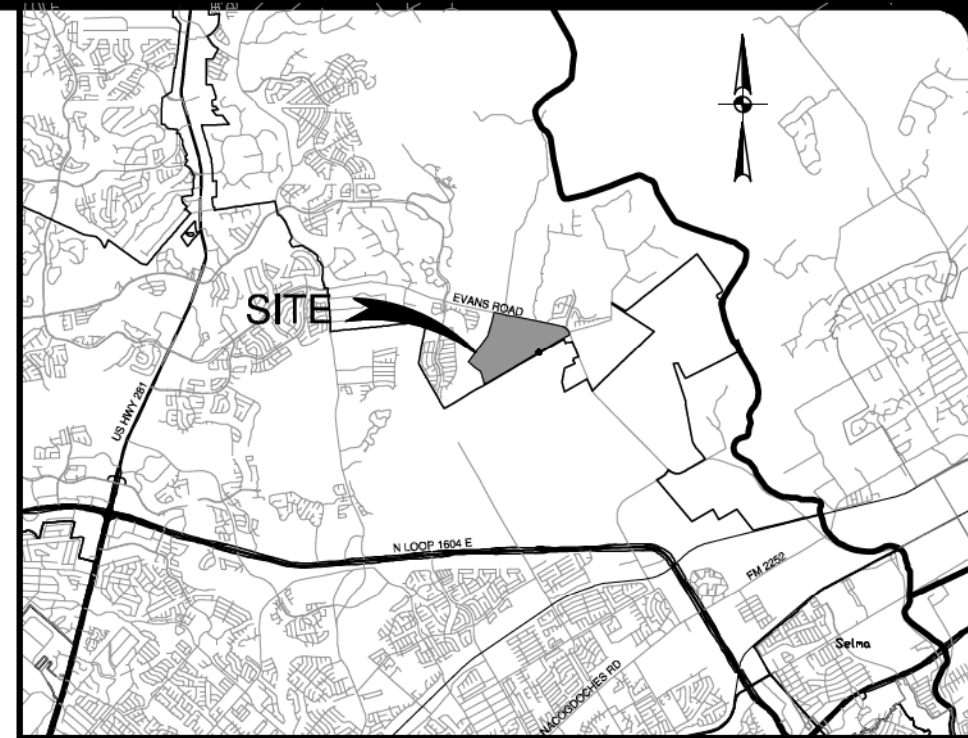 EVANS ROAD
SITE
US HWY 281
N LOOP 1604 E
FM 2252
Selma
NACOGDOCHES RD